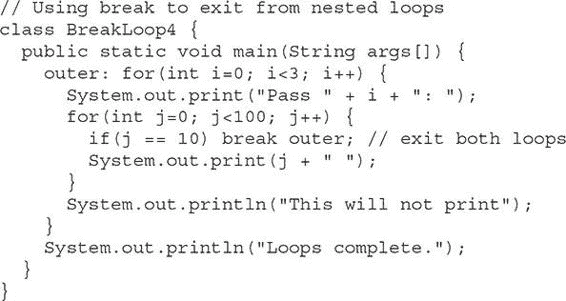 // Using break to exit from nested loops
class BreakLoop4 {
  public static void main(String args[]) {
    outer: for(int i=0; i<3; i++) {
      System.out.print("Pass " + i + ": ");
      for(int j=0; j<100; j++) {
        if(j == 10) break outer; // exit both loops
        System.out.print(j + " ");
      }
      System.out.println("This will not print");
    }
    System.out.println("Loops complete.");
  }
}